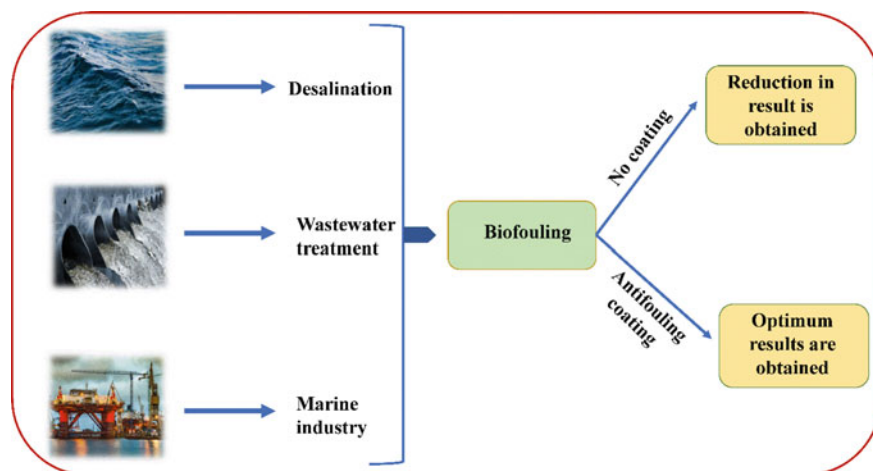 Desalination
Wastewater
treatment
Marine
industry
Biofouling
No coating
Antifouling
coating
Reduction in
result is
obtained
Optimum
results are
obtained